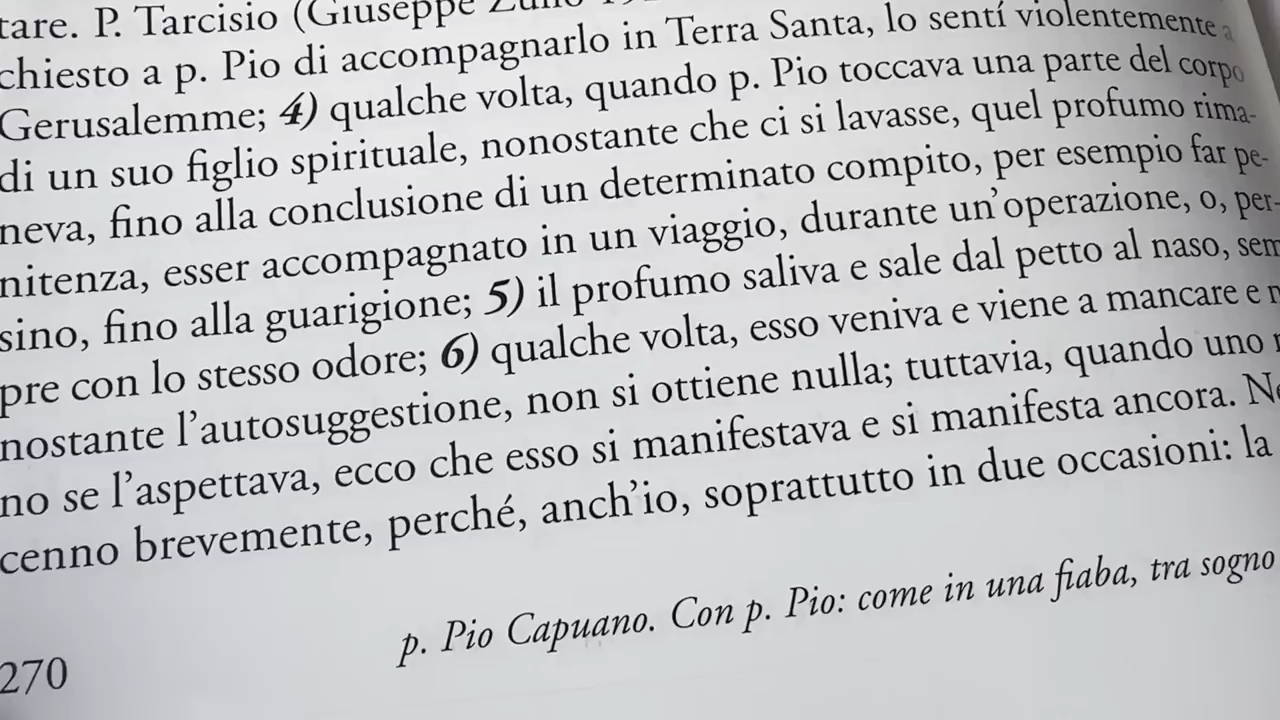 tare. P. Tarcisio (Giuseppe Zullo
chiesto a p. Pio di accompagnarlo in Terra Santa, lo sentí violentemente a
Gerusalemme; 4) qualche volta, quando p. Pio toccava una parte del corpo
di un suo figlio spirituale, nonostante che ci si lavasse, quel profumo rima-
neva, fino alla conclusione di un determinato compito, per esempio far pe-
nitenza, esser accompagnato in un viaggio, durante un'operazione, o, per-
sino, fino alla guarigione; 5) il profumo saliva e sale dal petto al naso, sem
pre con lo stesso odore; 6) qualche volta, esso veniva e viene a mancare e
nostante l'autosuggestione, non si ottiene nulla; tuttavia, quando uno
no se l'aspettava, ecco che esso si manifestava e si manifesta ancora. Ne
cenno brevemente, perché, anch'io, soprattutto in due occasioni: la
p. Pio Capuano. Con p. Pio: come in una fiaba, tra sogno
270